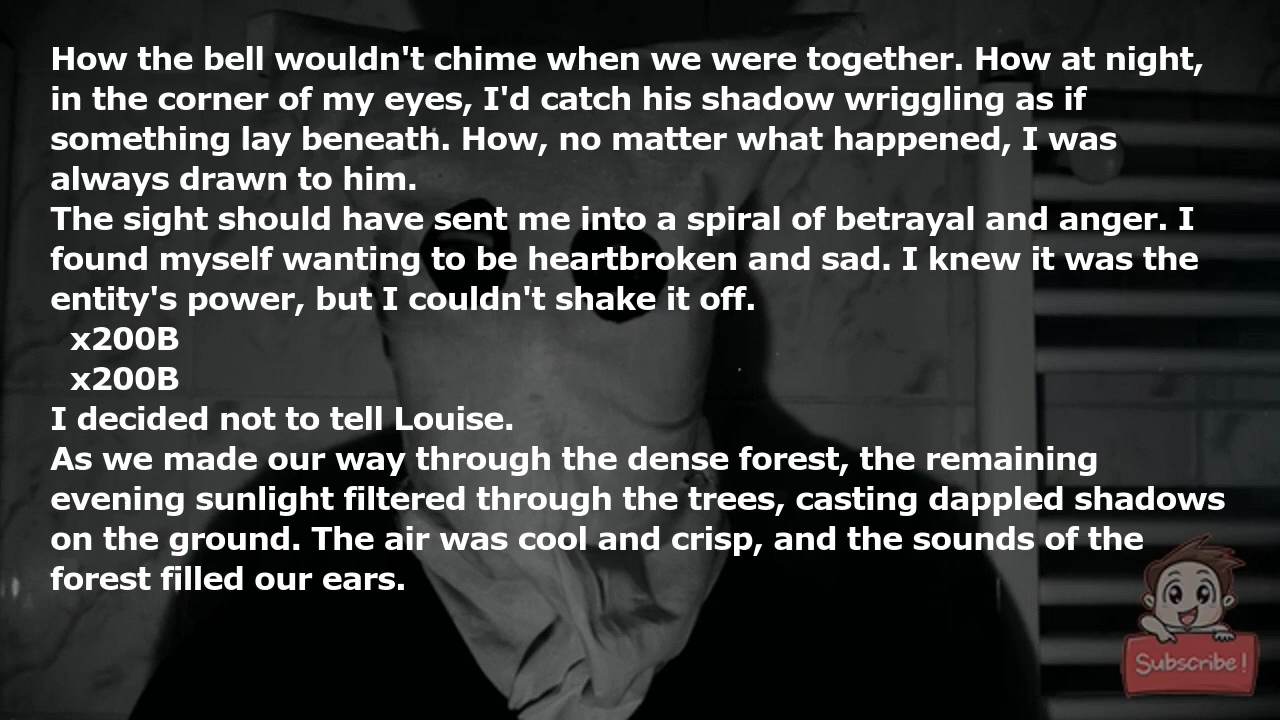 How the bell wouldn't chime when we were together. How at night,
in the corner of my eyes, I'd catch his shadow wriggling as if
something lay beneath. How, no matter what happened, I was
always drawn to him.
The sight should have sent me into a spiral of betrayal and anger. I
found myself wanting to be heartbroken and sad. I knew it was the
entity's power, but I couldn't shake it off.
x200B
x200B
I decided not to tell Louise.
As we made our way through the dense forest, the remaining
evening sunlight filtered through the trees, casting dappled shadows
on the ground. The air was cool and crisp, and the sounds of the
forest filled our ears.
Subscribe!